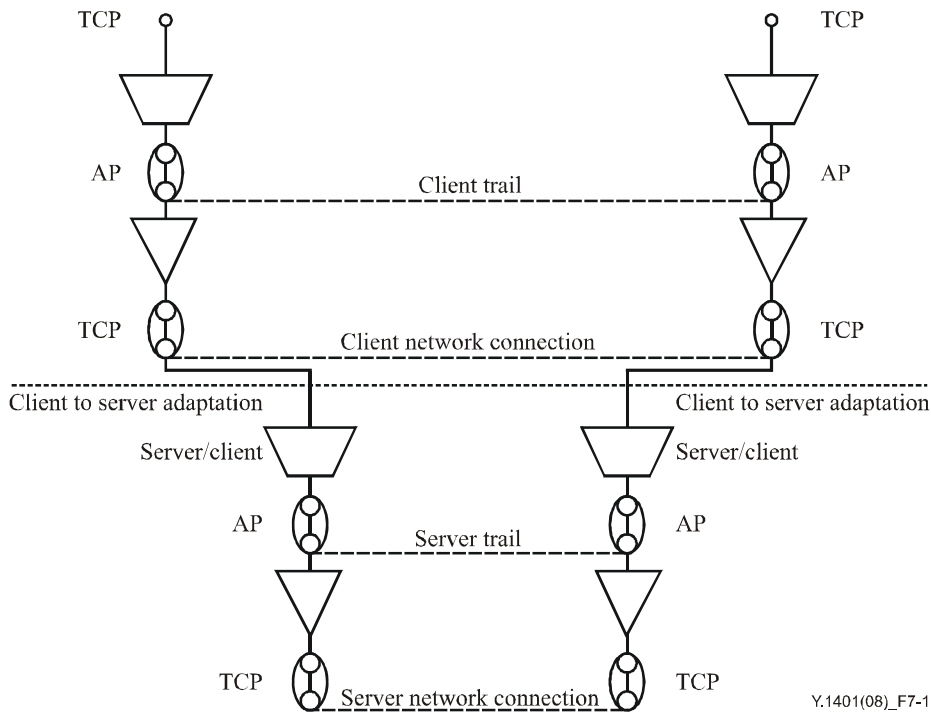 TCP
TCP
AP
Client trail
AP
TCP
Client network connection
TCP
Client to server adaptation
Client to server adaptation
Server/client
Server/client
AP
AP
Server trail
TCP
TCP
Server network connection
Y.1401(08)_F7-1